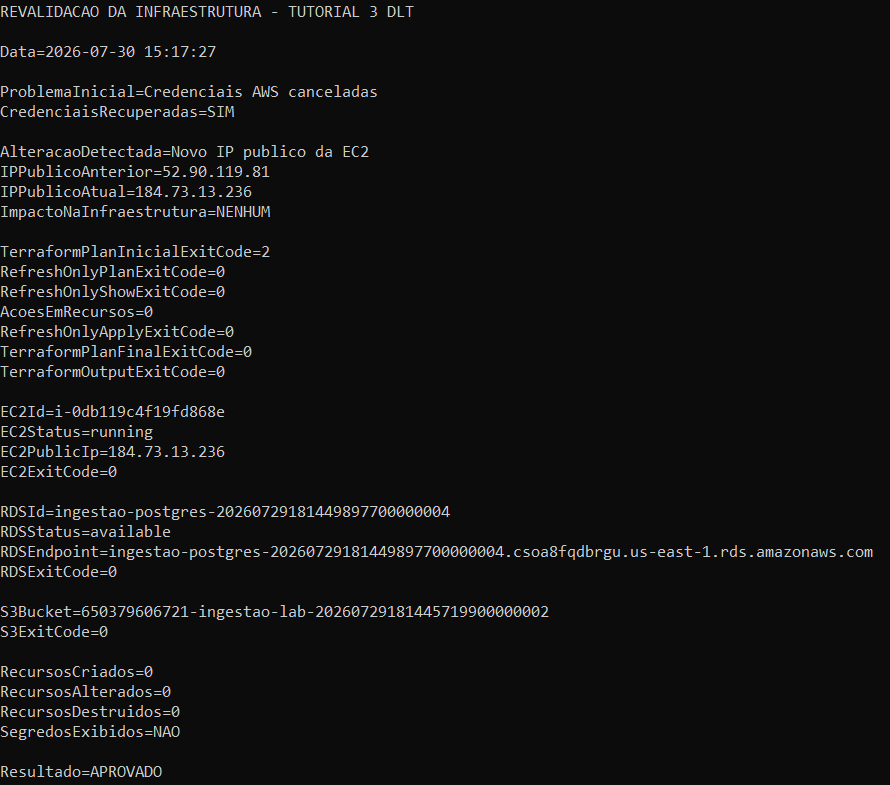 REVALIDACAO DA INFRAESTRUTURA - TUTORIAL 3 DLT
Data=2026-07-30 15:17:27
ProblemaInicial=Credenciais AWS canceladas
CredenciaisRecuperadas=SIM
AlteracaoDetectada=Novo IP publico da EC2
IPPublicoAnterior=52.90.119.81
IPPublicoAtual=184.73.13.236
ImpactoNaInfraestrutura=NENHUM
TerraformPlanInicialExitCode=2
RefreshOnlyPlanExitCode=0
RefreshOnlyShowExitCode=0
AcoesEmRecursos=0
RefreshOnlyApplyExitCode=0
TerraformPlanFinalExitCode=0
TerraformOutputExitCode=0
EC2Id=i-0db119c4f19fd868e
EC2Status=running
EC2PublicIp=184.73.13.236
EC2ExitCode=0
RDSId=ingestao-postgres-20260729181449897700000004
RDSStatus=available
RDSEndpoint=ingestao-postgres-20260729181449897700000004.csoa8fqdbrgu.us-east-1.rds.amazonaws.com
RDSExitCode=0
S3Bucket=650379606721-ingestao-lab-20260729181445719900000002
S3ExitCode=0
RecursosCriados=0
RecursosAlterados=0
RecursosDestruidos=0
SegredosExibidos=NAO
Resultado=APROVADO